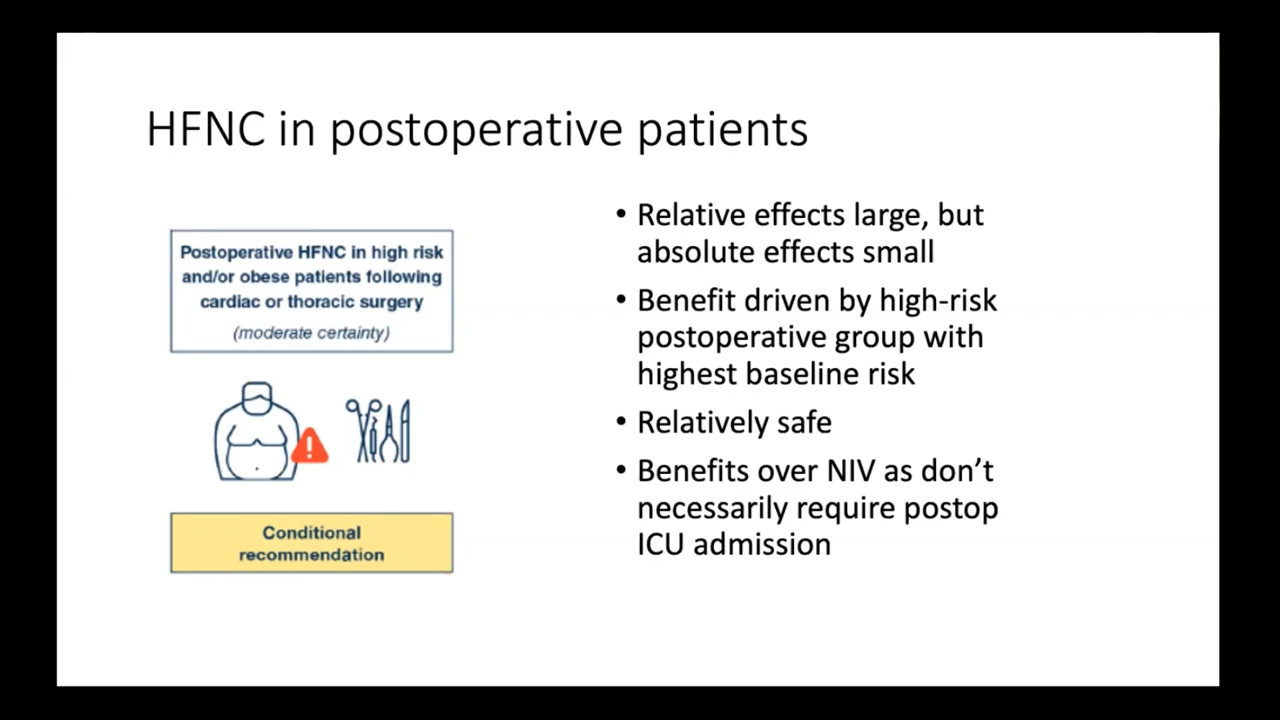 HFNC in postoperative patients
Postoperative HFNC in high risk
and/or obese patients following
cardiac or thoracic surgery
(moderate certainty)
Conditional
recommendation
• Relative effects large, but
absolute effects small
• Benefit driven by high-risk
postoperative group with
highest baseline risk
• Relatively safe
• Benefits over NIV as don’t
necessarily require postop
ICU admission